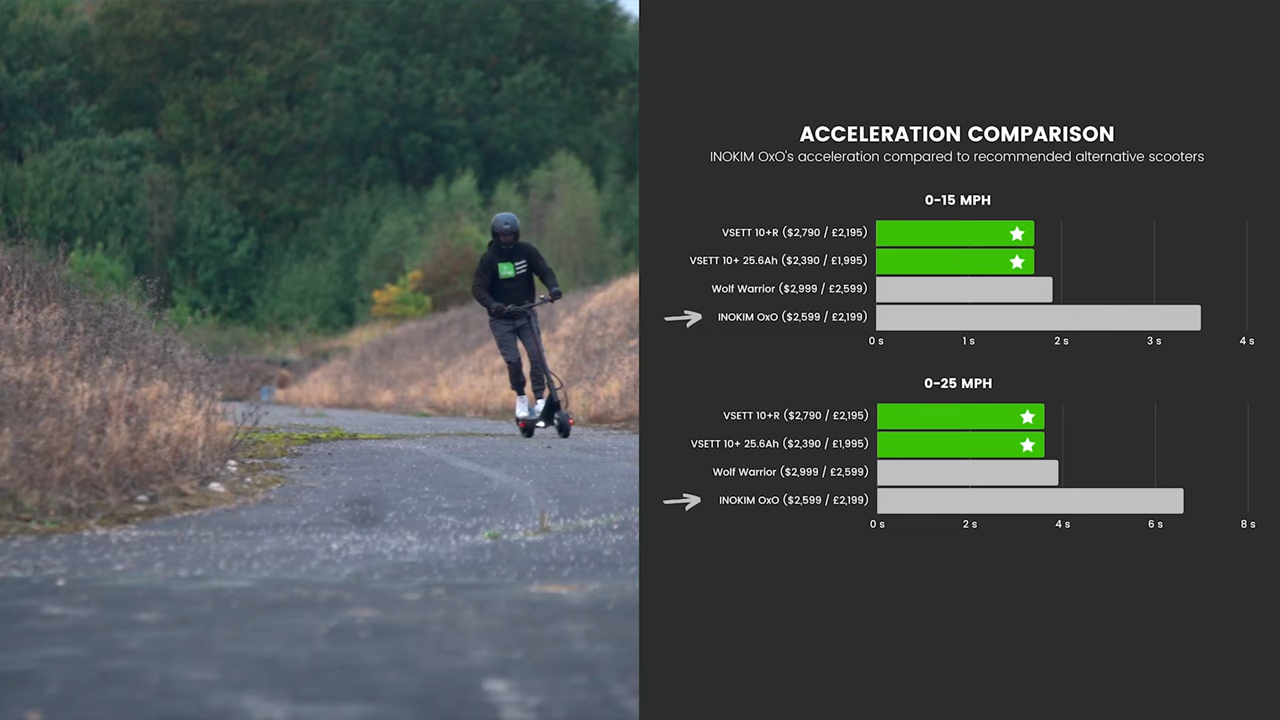 ACCELERATION COMPARISON
INOKIM OxO's acceleration compared to recommended alternative scooters
0-15 MPH
VSETT 10+R ($2,790 / £2,195)
VSETT 10+ 25.6Ah ($2,390 / £1,995)
Wolf Warrior ($2,999 / £2,599)
INOKIM OxO ($2,599 / £2,199)
0 s 1 s 2 s 3 s 4 s
0-25 MPH
VSETT 10+R ($2,790 / £2,195)
VSETT 10+ 25.6Ah ($2,390 / £1,995)
Wolf Warrior ($2,999 / £2,599)
INOKIM OxO ($2,599 / £2,199)
0 s 2 s 4 s 6 s 8 s